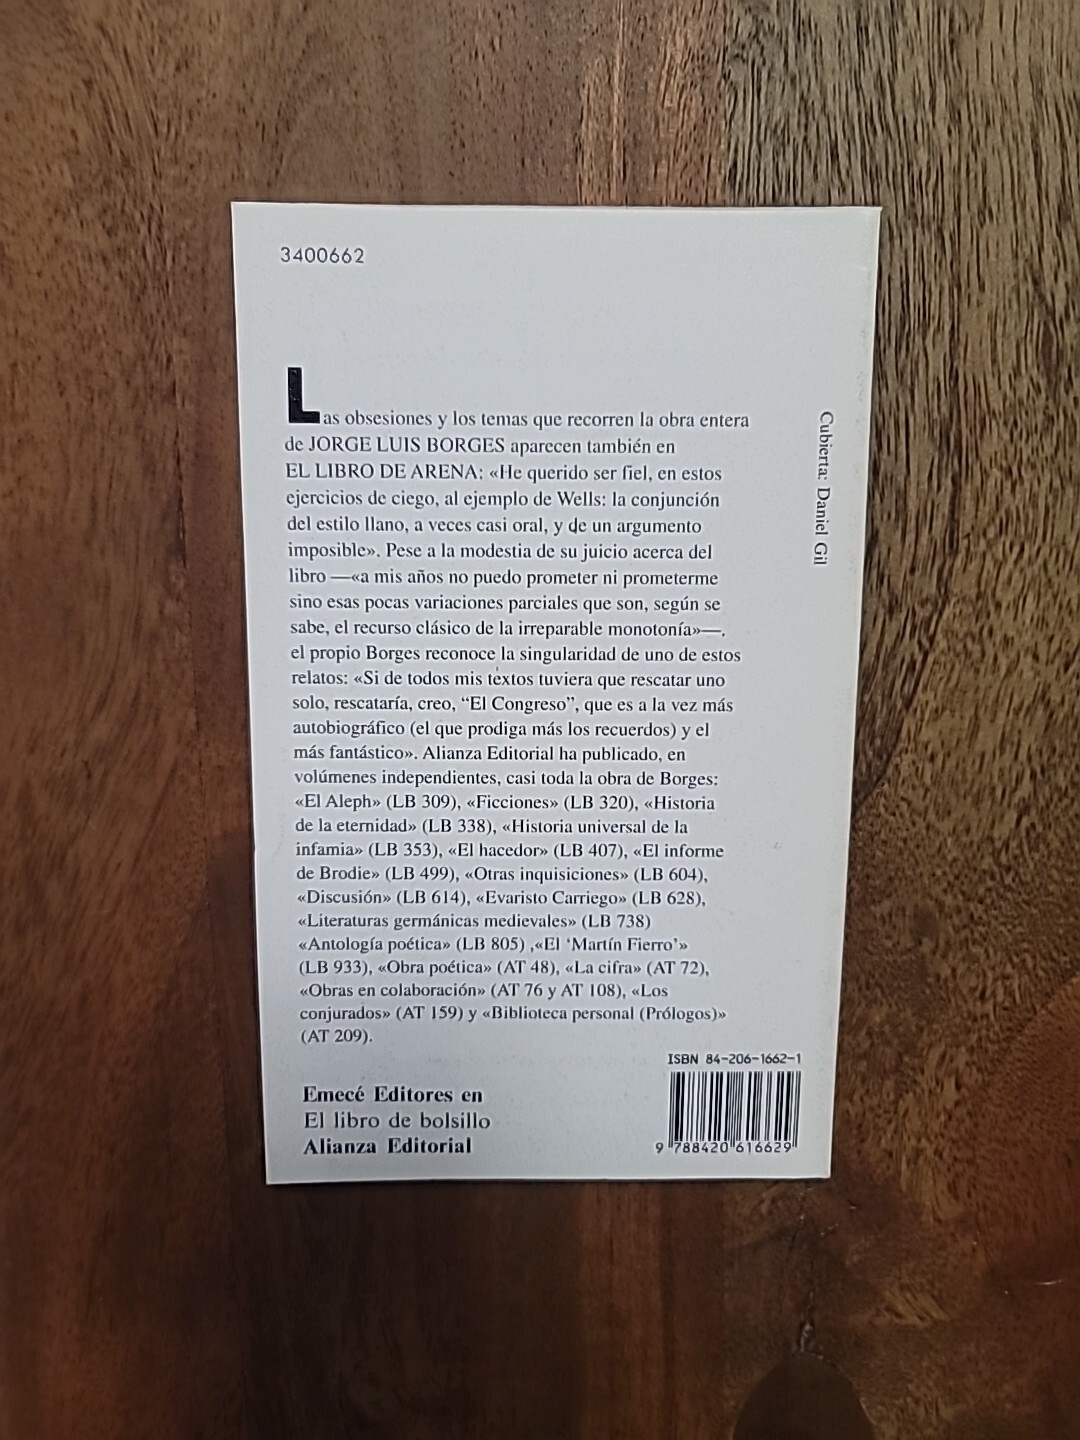 3400662
Las obsesiones y los temas que recorren la obra entera
de JORGE LUIS BORGES aparecen también en
EL LIBRO DE ARENA: «He querido ser fiel, en estos
ejercicios de ciego, al ejemplo de Wells: la conjunción
del estilo llano, a veces casi oral, y de un argumento
imposible». Pese a la modestia de su juicio acerca del
libro —«a mis años no puedo prometer ni prometerme
sino esas pocas variaciones parciales que son, según se
sabe, el recurso clásico de la irreparable monotonía»—.
el propio Borges reconoce la singularidad de uno de estos
relatos: «Si de todos mis textos tuviera que rescatar uno
solo, rescataría, creo, “El Congreso”, que es a la vez más
autobiográfico (el que prodiga más los recuerdos) y el
más fantástico». Alianza Editorial ha publicado, en
volúmenes independientes, casi toda la obra de Borges:
«El Aleph» (LB 309), «Ficciones» (LB 320), «Historia
de la eternidad» (LB 338), «Historia universal de la
infamia» (LB 353), «El hacedor» (LB 407), «El informe
de Brodie» (LB 499), «Otras inquisiciones» (LB 604),
«Discusión» (LB 614), «Evaristo Carriego» (LB 628),
«Literaturas germánicas medievales» (LB 738)
«Antología poética» (LB 805) ,«El ‘Martín Fierro’»
(LB 933), «Obra poética» (AT 48), «La cifra» (AT 72),
«Obras en colaboración» (AT 76 y AT 108), «Los
conjurados» (AT 159) y «Biblioteca personal (Prólogos)»
(AT 209).
Cubierta: Daniel Gil
Emecé Editores en
El libro de bolsillo
Alianza Editorial
ISBN 84-206-1662-1
9 788420 616629